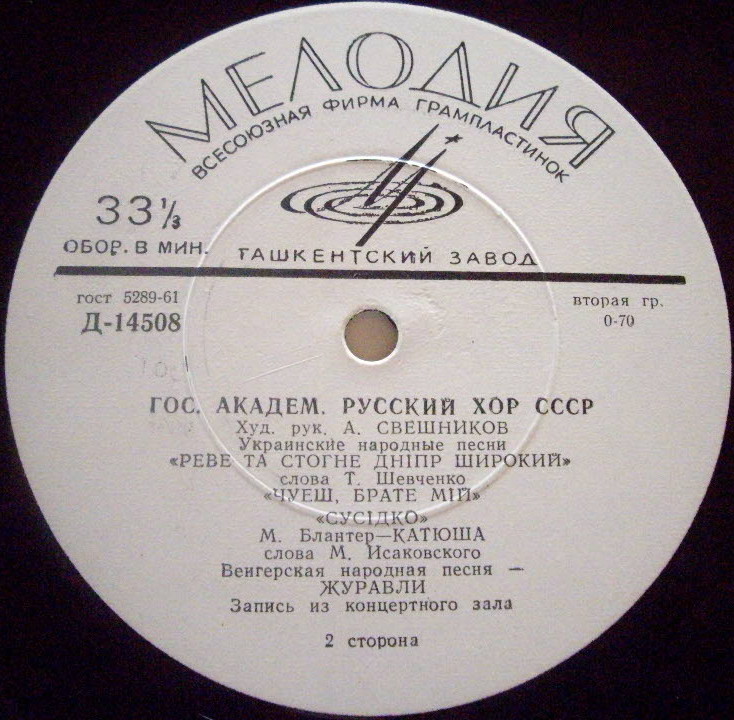 МЕЛОДИЯ
ВСЕСОЮЗНАЯ ФИРМА ГРАМПЛАСТИНОК
33⅓
ОБОР. В МИН.
ТАШКЕНТСКИЙ ЗАВОД
гост 5289-61
Д-14508
вторая гр.
0-70
ГОС. АКАДЕМ. РУССКИЙ ХОР СССР
Худ. рук. А. СВЕШНИКОВ
Украинские народные песни
«РЕВЕ ТА СТОГНЕ ДНІПР ШИРОКИЙ»
слова Т. Шевченко
«ЧУЕШ, БРАТЕ МІЙ»
«СУСІДКО»
М. Блантер—КАТЮША
слова М. Исаковского
Венгерская народная песня —
ЖУРАВЛИ
Запись из концертного зала
2 сторона